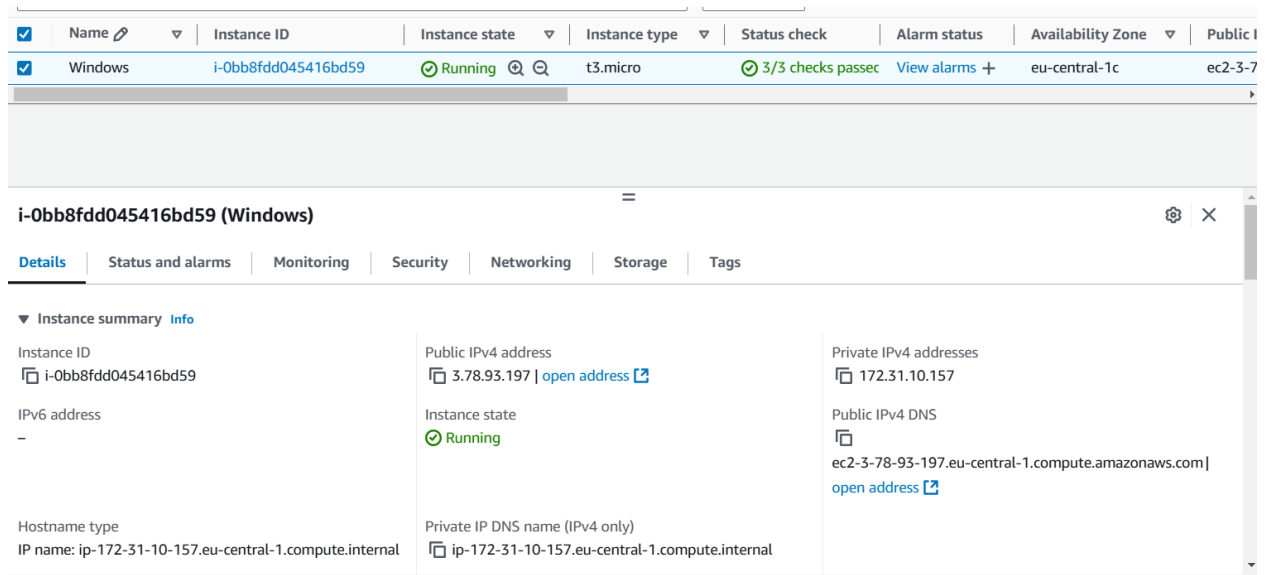 Name Instance ID Instance state Instance type Status check Alarm status Availability Zone Public I
Windows i-0bb8fdd045416bd59 Running t3.micro 3/3 checks passec View alarms + eu-central-1c ec2-3-7
i-0bb8fdd045416bd59 (Windows)
Details Status and alarms Monitoring Security Networking Storage Tags
Instance summary Info
Instance ID Public IPv4 address Private IPv4 addresses
i-0bb8fdd045416bd59 3.78.93.197 | open address 172.31.10.157
IPv6 address Instance state Public IPv4 DNS
– Running
ec2-3-78-93-197.eu-central-1.compute.amazonaws.com |
open address
Hostname type Private IP DNS name (IPv4 only)
IP name: ip-172-31-10-157.eu-central-1.compute.internal ip-172-31-10-157.eu-central-1.compute.internal